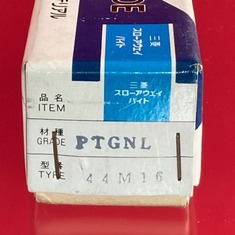 三菱
スローアウェイ
バイト
三菱
スローアウェイ
バイト
品名
ITEM
材種
GRADE PTGNL
型番
TYPE 44M16